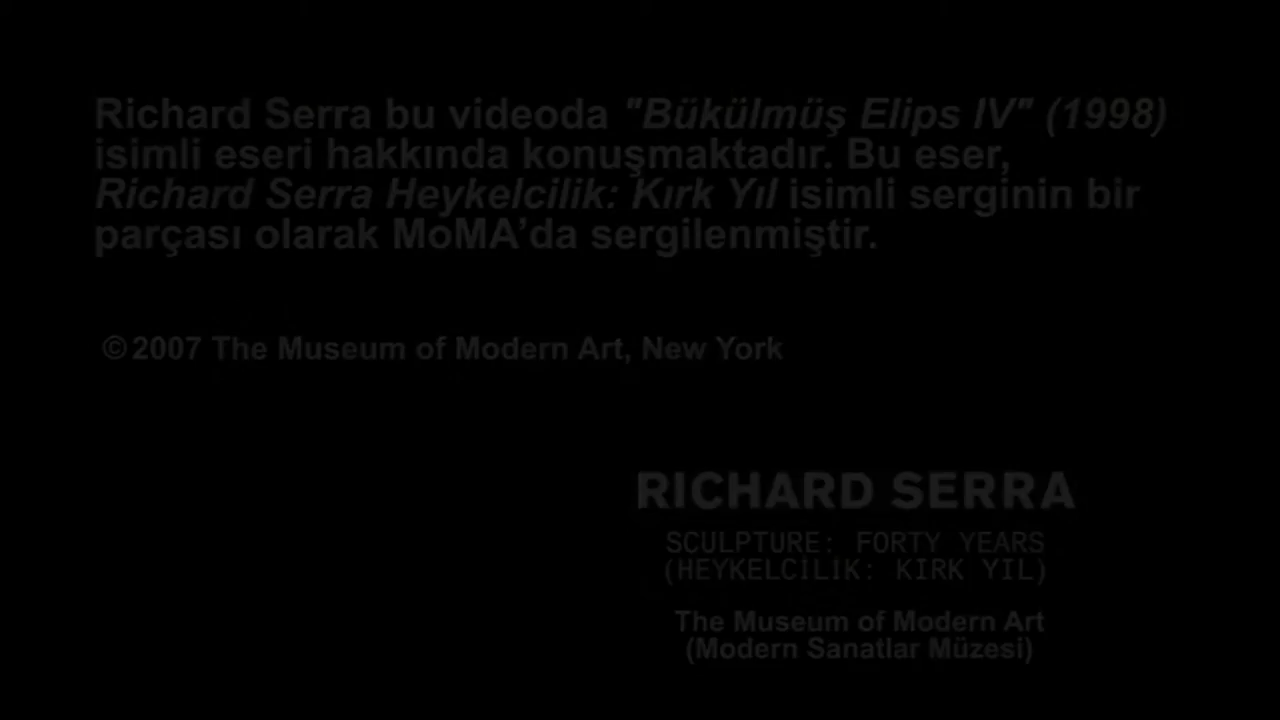 Richard Serra bu videoda "Bükülmüş Elips IV" (1998)
isimli eseri hakkında konuşmaktadır. Bu eser,
Richard Serra Heykelcilik: Kırk Yıl isimli serginin bir
parçası olarak MoMA’da sergilenmiştir.
© 2007 The Museum of Modern Art, New York
RICHARD SERRA
SCULPTURE: FORTY YEARS
(HEYKELCİLİK: KIRK YIL)
The Museum of Modern Art
(Modern Sanatlar Müzesi)